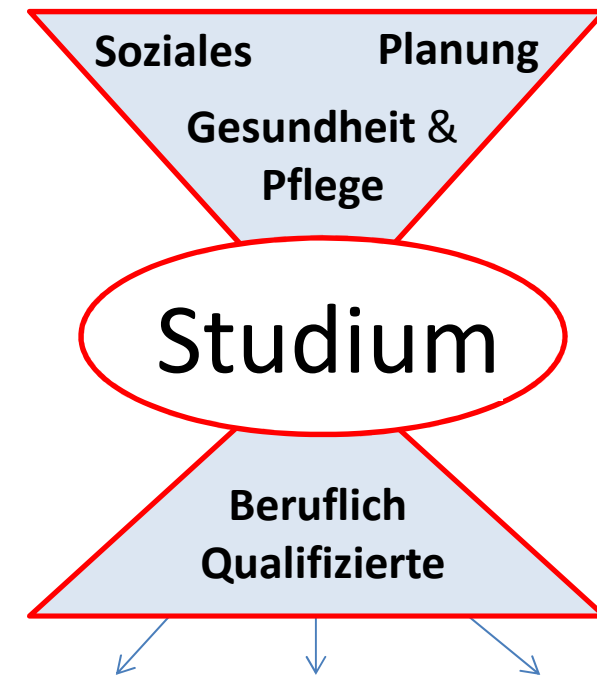 Soziales Planung
Gesundheit &
Pflege
Studium
Beruflich
Qualifizierte